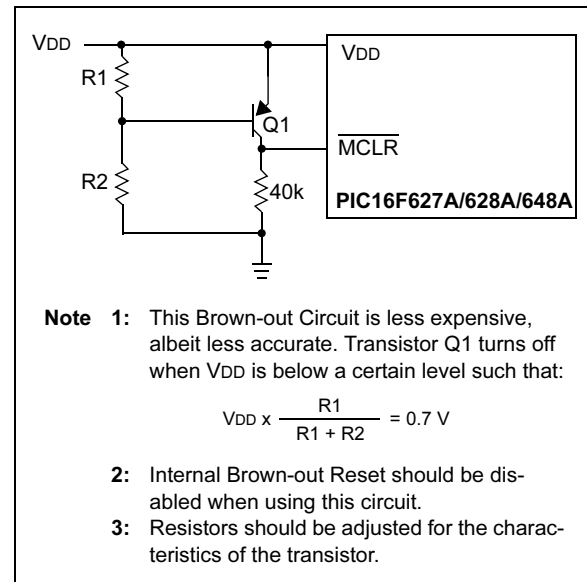 VDD
VDD
R1
Q1
MCLR
R2
40k
PIC16F627A/628A/648A
Note 1: This Brown-out Circuit is less expensive,
albeit less accurate. Transistor Q1 turns off
when VDD is below a certain level such that:
VDD x R1 / R1 + R2 = 0.7 V
2: Internal Brown-out Reset should be dis-
abled when using this circuit.
3: Resistors should be adjusted for the charac-
teristics of the transistor.